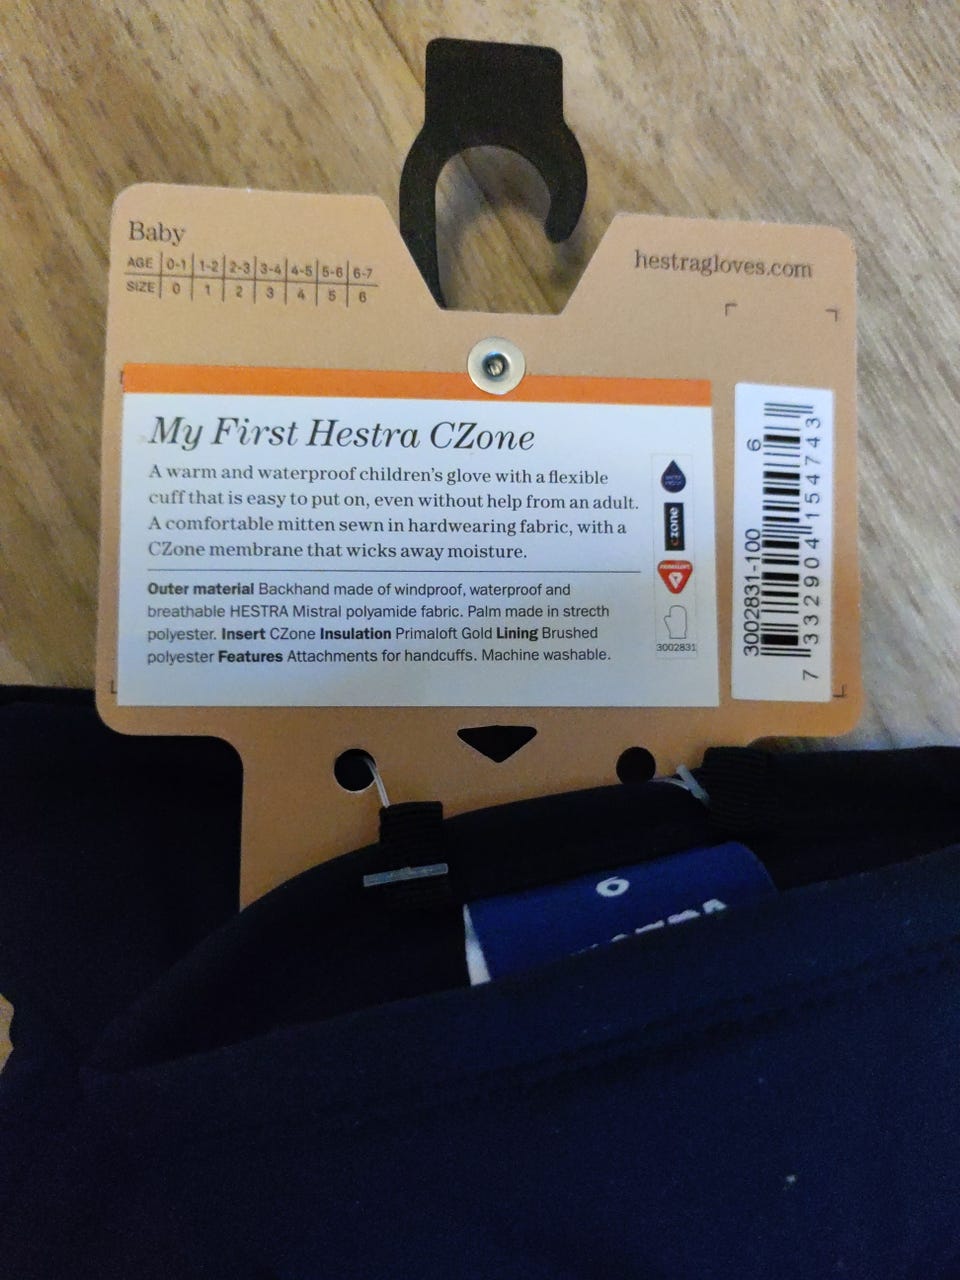 Baby
AGE 0-1 1-2 2-3 3-4 4-5 5-6 6-7
SIZE 0 1 2 3 4 5 6
hestragloves.com
My First Hestra CZone
A warm and waterproof children's glove with a flexible
cuff that is easy to put on, even without help from an adult.
A comfortable mitten sewn in hardwearing fabric, with a
CZone membrane that wicks away moisture.
Outer material Backhand made of windproof, waterproof and
breathable HESTRA Mistral polyamide fabric. Palm made in strecth
polyester. Insert CZone Insulation Primaloft Gold Lining Brushed
polyester Features Attachments for handcuffs. Machine washable.
czone
PRIMALOFT
3002831
3002831-100 6
7 332904 154743
6